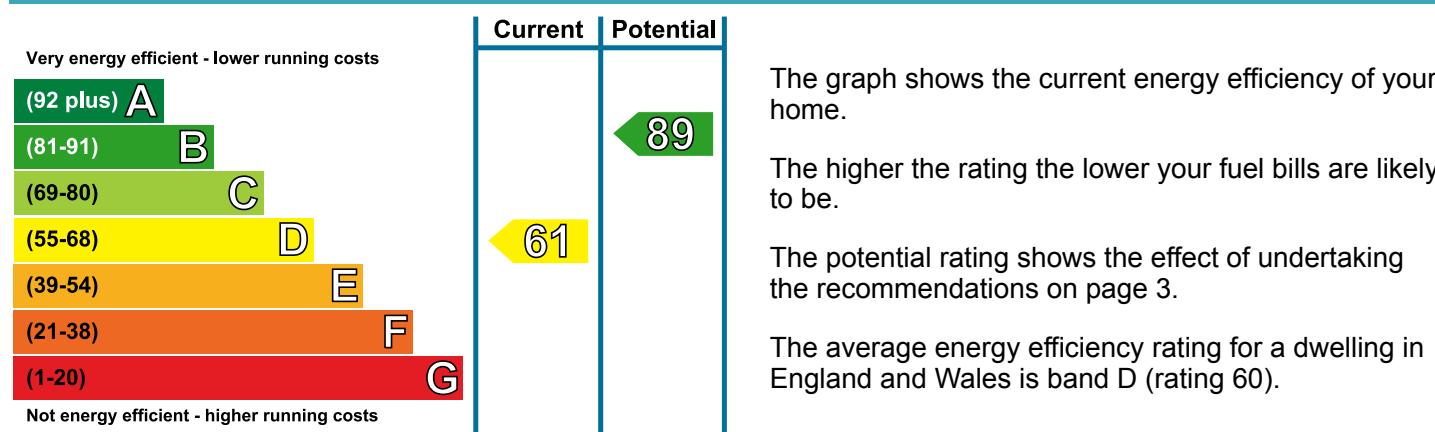 Current Potential
Very energy efficient - lower running costs
(92 plus) A
(81-91) B
(69-80) C
(55-68) D
(39-54) E
(21-38) F
(1-20) G
Not energy efficient - higher running costs
61
89
The graph shows the current energy efficiency of your
home.
The higher the rating the lower your fuel bills are likely
to be.
The potential rating shows the effect of undertaking
the recommendations on page 3.
The average energy efficiency rating for a dwelling in
England and Wales is band D (rating 60).